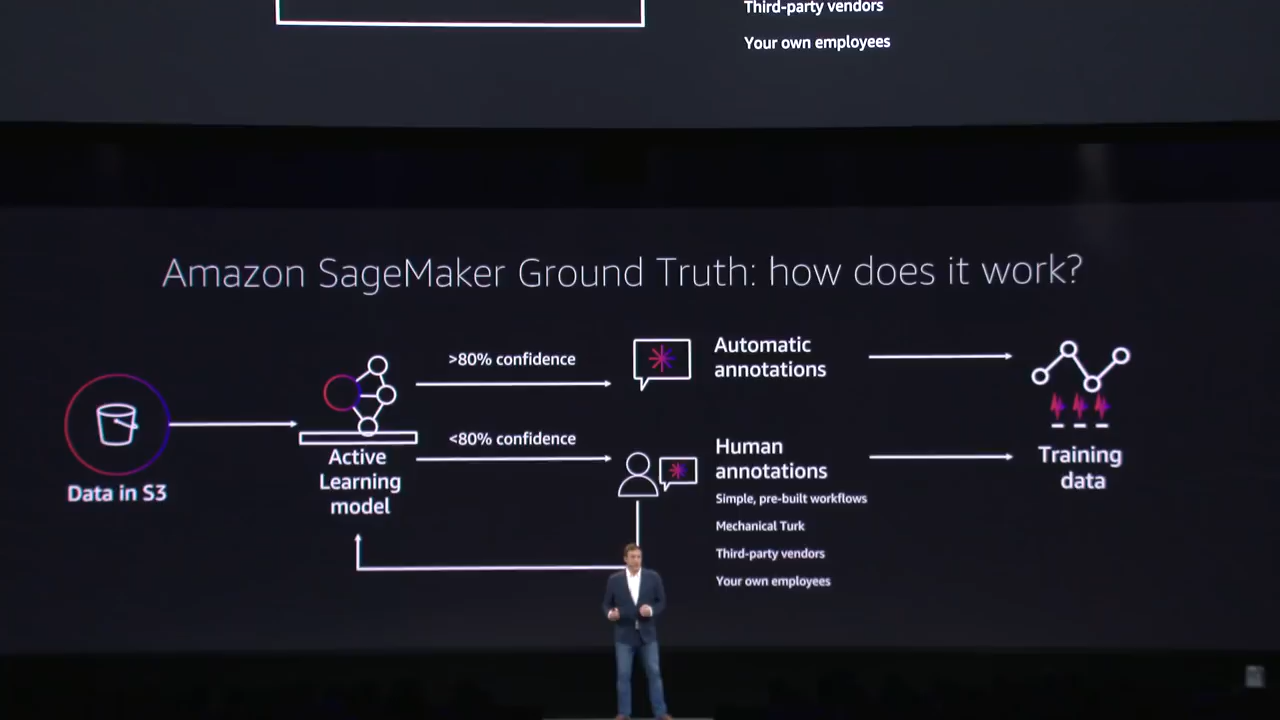 Third-party vendors
Your own employees
Amazon SageMaker Ground Truth: how does it work?
Data in S3
Active
Learning
model
>80% confidence
<80% confidence
Automatic
annotations
Human
annotations
Simple, pre-built workflows
Mechanical Turk
Third-party vendors
Your own employees
Training
data